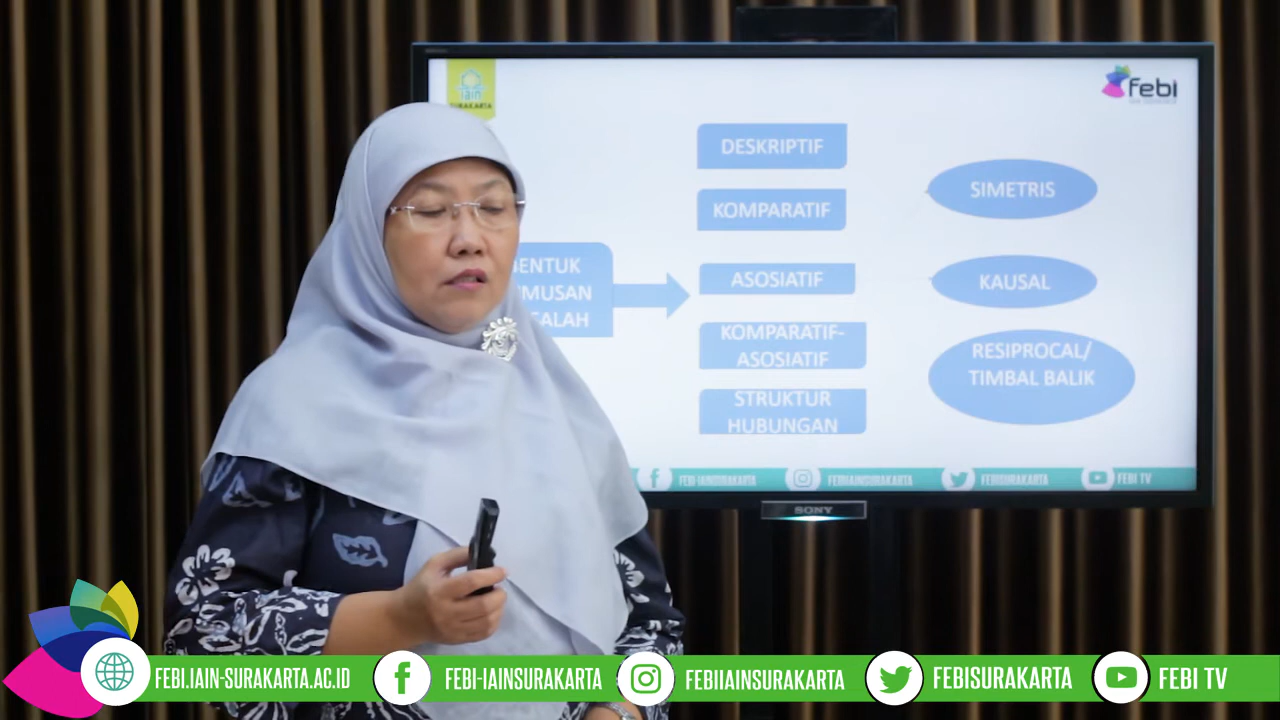 iain
SURAKARTA
febi
DESKRIPTIF
KOMPARATIF
ASOSIATIF
KOMPARATIF-
ASOSIATIF
STRUKTUR
HUBUNGAN
SIMETRIS
KAUSAL
RESIPROCAL/
TIMBAL BALIK
FEBI-IAINSURAKARTA
FEBIIAINSURAKARTA
FEBISURAKARTA
FEBI TV
SONY
FEBI.IAIN-SURAKARTA.AC.ID
FEBI-IAINSURAKARTA
FEBIIAINSURAKARTA
FEBISURAKARTA
FEBI TV